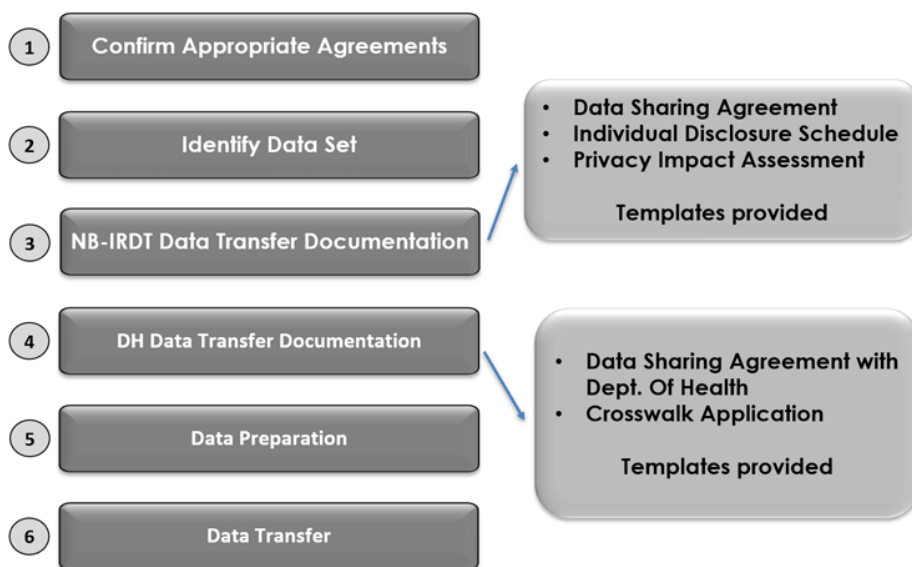 1
Confirm Appropriate Agreements
2
Identify Data Set
3
NB-IRDT Data Transfer Documentation
• Data Sharing Agreement
• Individual Disclosure Schedule
• Privacy Impact Assessment
Templates provided
4
DH Data Transfer Documentation
• Data Sharing Agreement with
Dept. Of Health
• Crosswalk Application
Templates provided
5
Data Preparation
6
Data Transfer